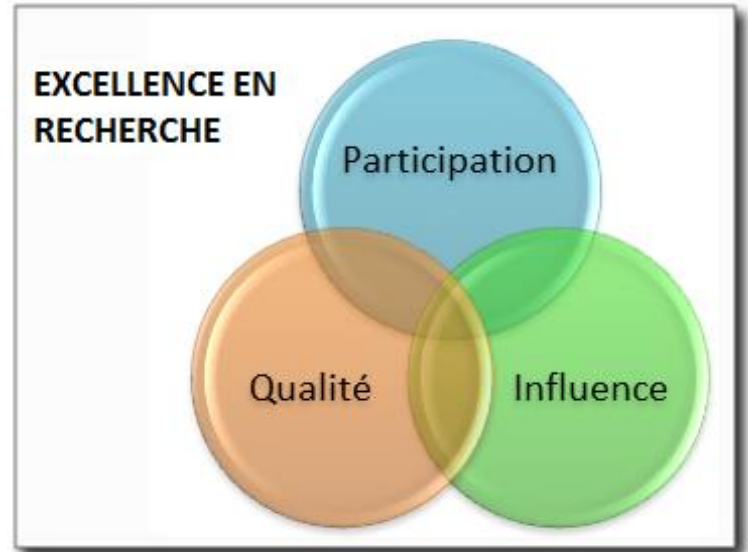 EXCELLENCE EN
RECHERCHE
Participation
Qualité
Influence